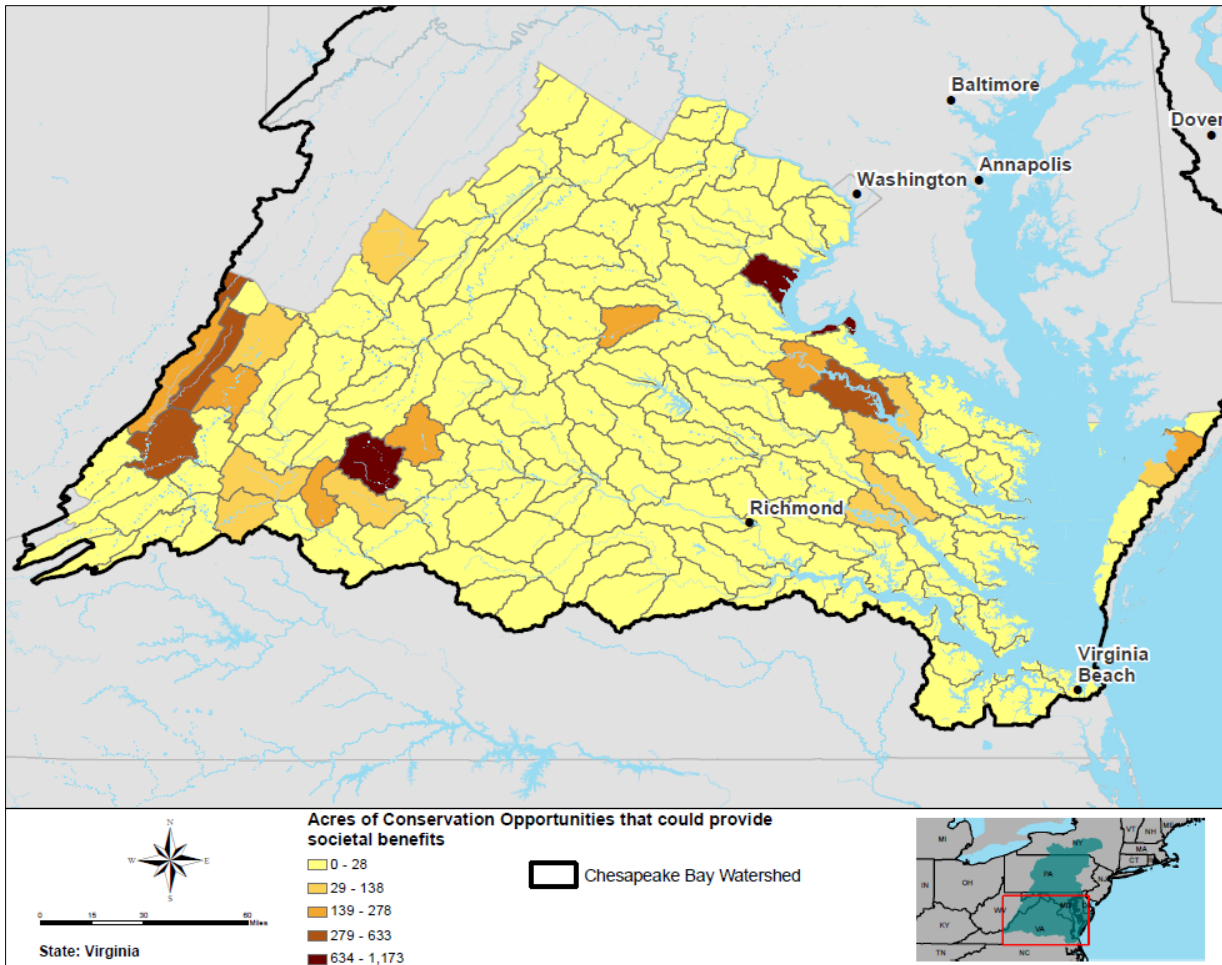 Baltimore
Dover
Annapolis
Washington
Richmond
Virginia
Beach
N
W
E
S
0
15
30
60
Miles
State: Virginia
Acres of Conservation Opportunities that could provide
societal benefits
0 - 28
29 - 138
139 - 278
279 - 633
634 - 1,173
Chesapeake Bay Watershed
MI
NY
VT
NH
ME
MA
CT
PA
NJ
OH
IN
WV
MD
KY
VA
TN
NC